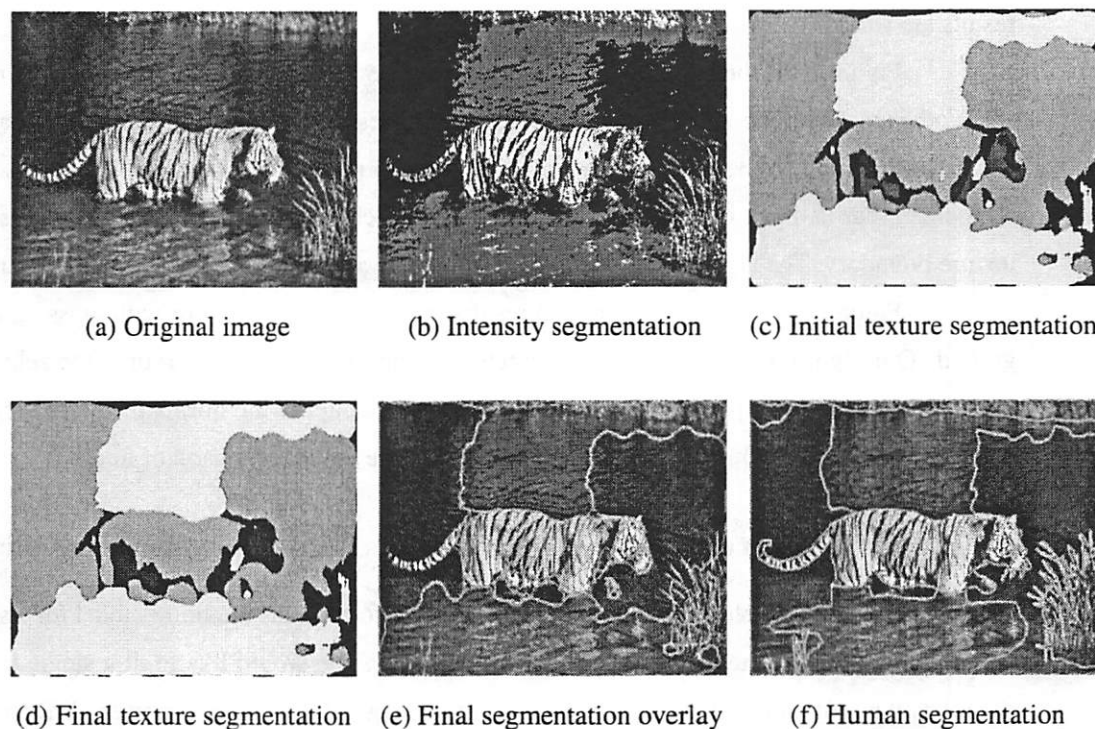 (a) Original image
(b) Intensity segmentation
(c) Initial texture segmentation
(d) Final texture segmentation
(e) Final segmentation overlay
(f) Human segmentation